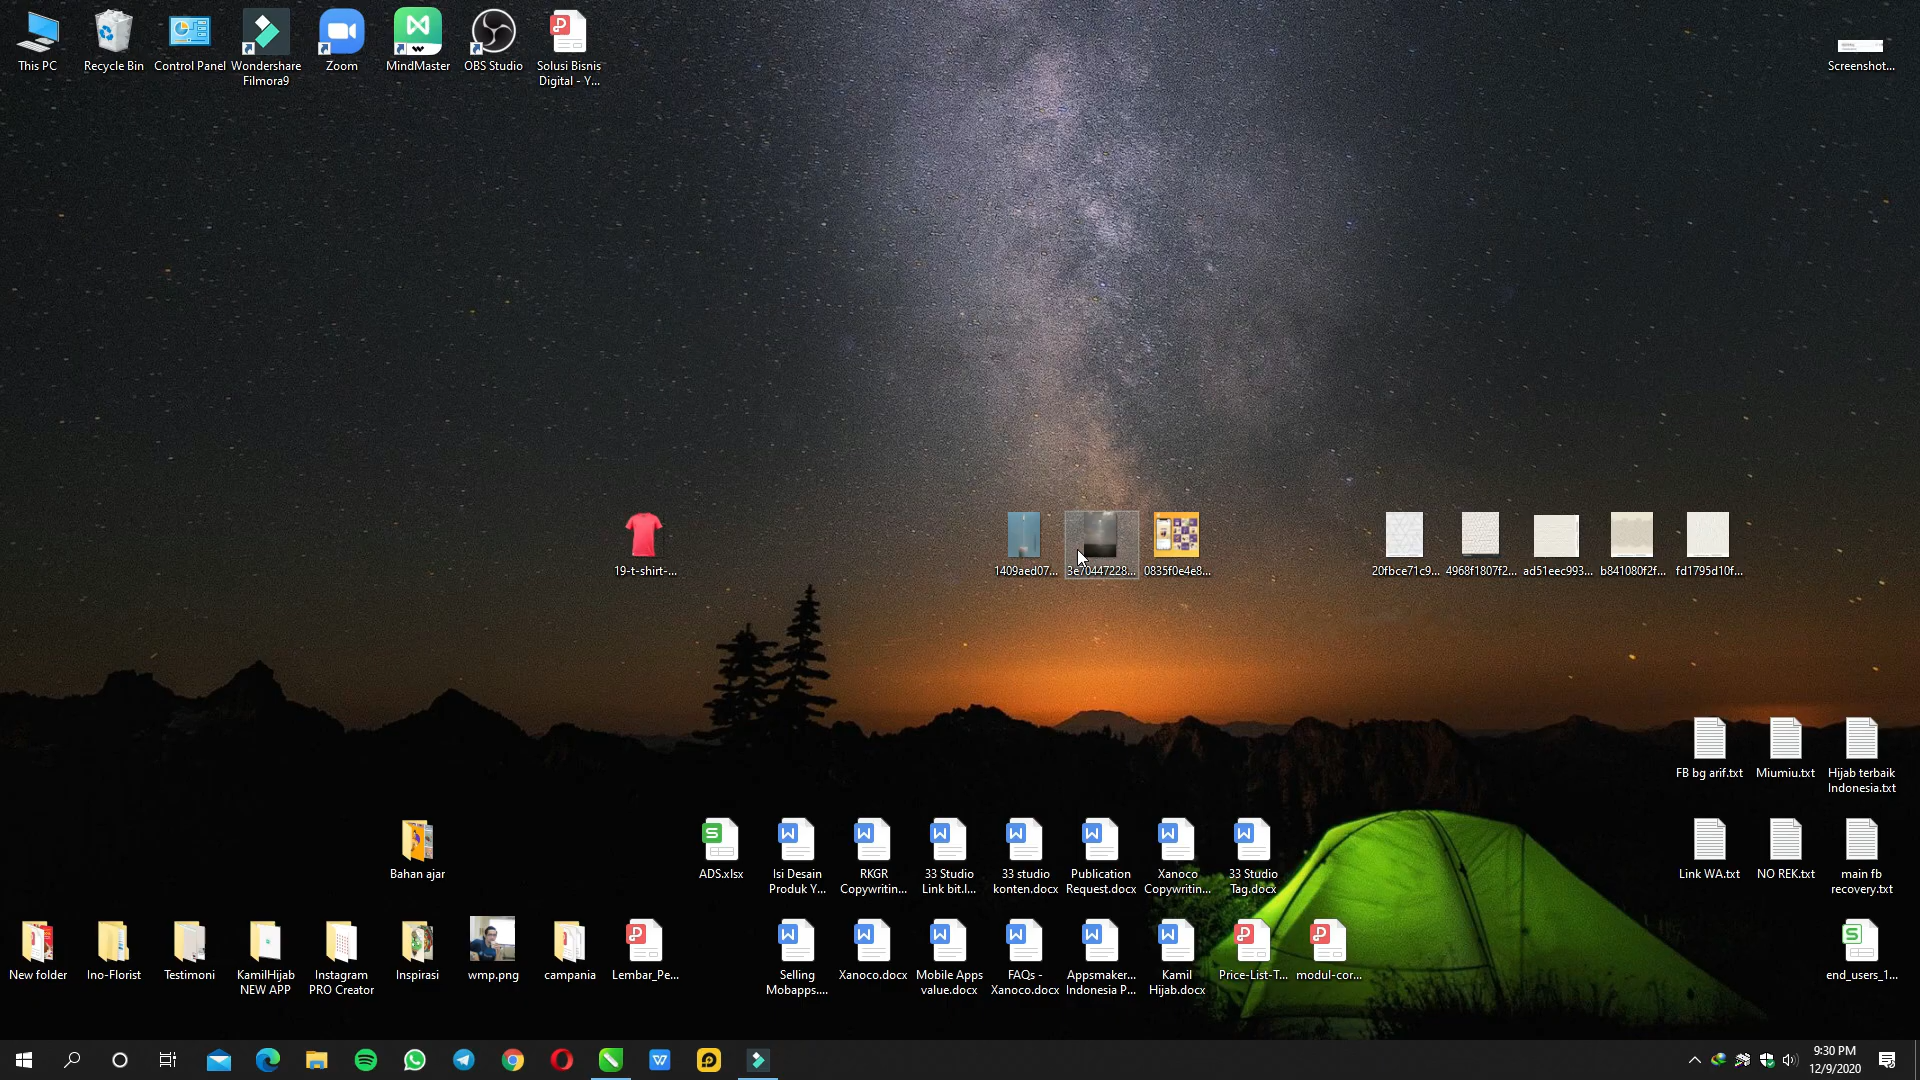 This PC
Recycle Bin
Control Panel
Wondershare
Filmora9
Zoom
MindMaster
OBS Studio
Solusi Bisnis
Digital - Y...
Screenshot...
19-t-shirt-...
1409aed07...
3e70447228...
0835f0e4e8...
20fbce71c9...
4968f1807f2...
ad51eec993...
b841080f2f...
fd1795d10f...
FB bg arif.txt
Miumiu.txt
Hijab terbaik
Indonesia.txt
Bahan ajar
ADS.xlsx
Isi Desain
Produk Y...
RKGR
Copywritin...
33 Studio
Link bit.l...
33 studio
konten.docx
Publication
Request.docx
Xanoco
Copywritin...
33 Studio
Tag.docx
Link WA.txt
NO REK.txt
main fb
recovery.txt
New folder
Ino-Florist
Testimoni
KamilHijab
NEW APP
Instagram
PRO Creator
Inspirasi
wmp.png
campania
Lembar_Pe...
Selling
Mobapps....
Xanoco.docx
Mobile Apps
value.docx
FAQs -
Xanoco.docx
Appsmaker...
Indonesia P...
Kamil
Hijab.docx
Price-List-T...
modul-cor...
end_users_1...
9:30 PM
12/9/2020